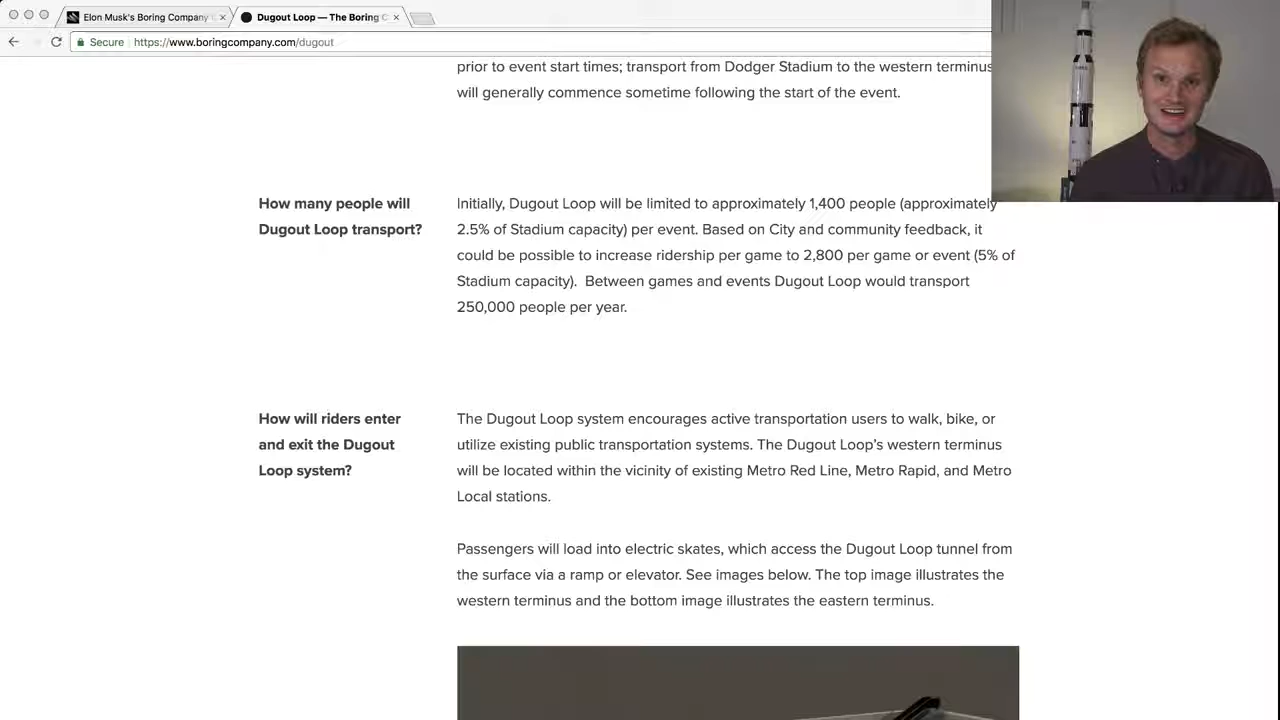 Elon Musk's Boring Company
Dugout Loop — The Boring C
Secure
https://www.boringcompany.com/dugout
prior to event start times; transport from Dodger Stadium to the western terminus
will generally commence sometime following the start of the event.
How many people will
Dugout Loop transport?
Initially, Dugout Loop will be limited to approximately 1,400 people (approximately
2.5% of Stadium capacity) per event. Based on City and community feedback, it
could be possible to increase ridership per game to 2,800 per game or event (5% of
Stadium capacity).  Between games and events Dugout Loop would transport
250,000 people per year.
How will riders enter
and exit the Dugout
Loop system?
The Dugout Loop system encourages active transportation users to walk, bike, or
utilize existing public transportation systems. The Dugout Loop’s western terminus
will be located within the vicinity of existing Metro Red Line, Metro Rapid, and Metro
Local stations.
Passengers will load into electric skates, which access the Dugout Loop tunnel from
the surface via a ramp or elevator. See images below. The top image illustrates the
western terminus and the bottom image illustrates the eastern terminus.